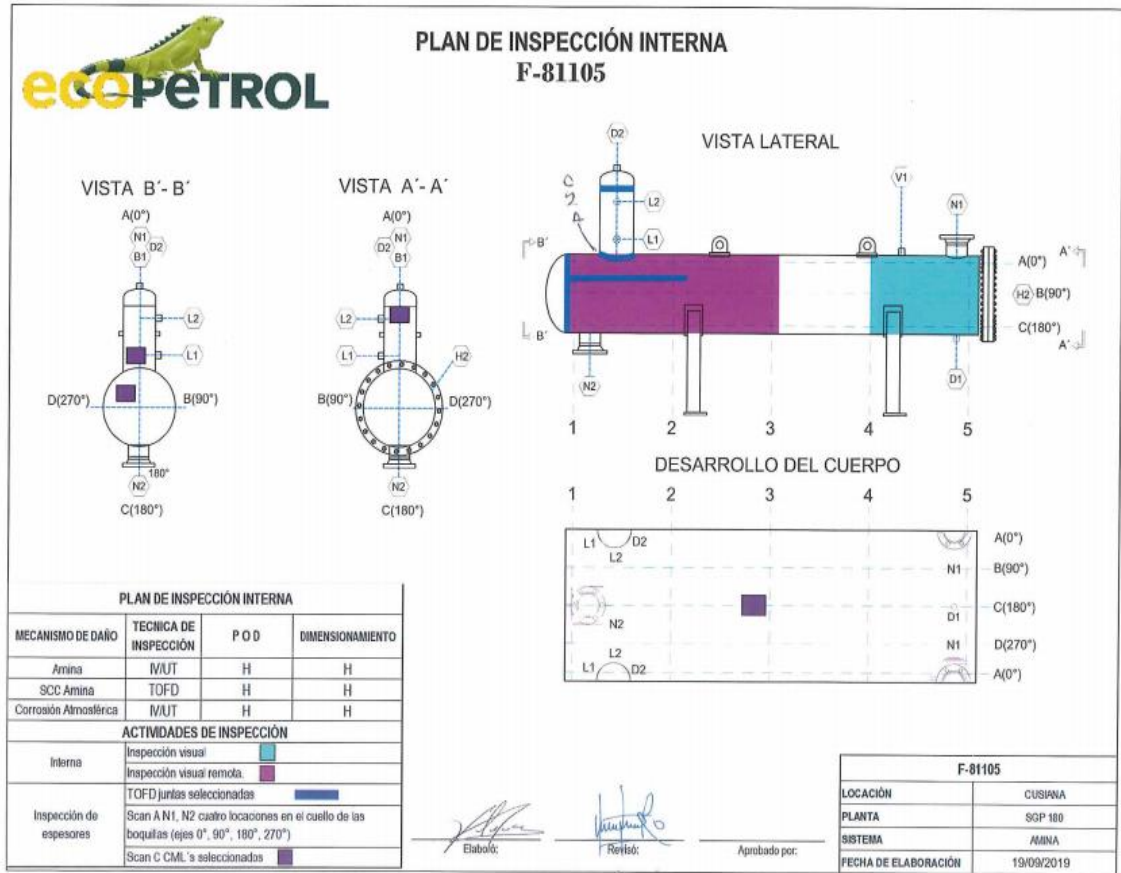 ecopetrol
PLAN DE INSPECCIÓN INTERNA
F-81105
VISTA B´- B´
A(0°)
N1
D2
B1
L2
L1
D(270°)
B(90°)
180°
N2
C(180°)
VISTA A´- A´
A(0°)
N1
D2
B1
L2
L1
H2
B(90°)
D(270°)
N2
C(180°)
VISTA LATERAL
D2
L2
L1
V1
N1
B´
A´
A(0°)
H2 B(90°)
C(180°)
B´
A´
N2
D1
1 2 3 4 5
DESARROLLO DEL CUERPO
1 2 3 4 5
L1 D2
L2
A(0°)
N1 B(90°)
C(180°)
N2
D1
L2
N1 D(270°)
L1 D2
A(0°)
PLAN DE INSPECCIÓN INTERNA
MECANISMO DE DAÑO TECNICA DE INSPECCIÓN P O D DIMENSIONAMIENTO
Amina IV/UT H H
SCC Amina TOFD H H
Corrosión Atmosférica IV/UT H H
ACTIVIDADES DE INSPECCIÓN
Interna
Inspección visual
Inspección visual remota.
Inspección de espesores
TOFD juntas seleccionadas
Scan A N1, N2 cuatro locaciones en el cuello de las
boquillas (ejes 0°, 90°, 180°, 270°)
Scan C CML´s seleccionados
Elaboró:
Revisó:
Aprobado por:
F-81105
LOCACIÓN CUSIANA
PLANTA SGP 180
SISTEMA AMINA
FECHA DE ELABORACIÓN 19/09/2019